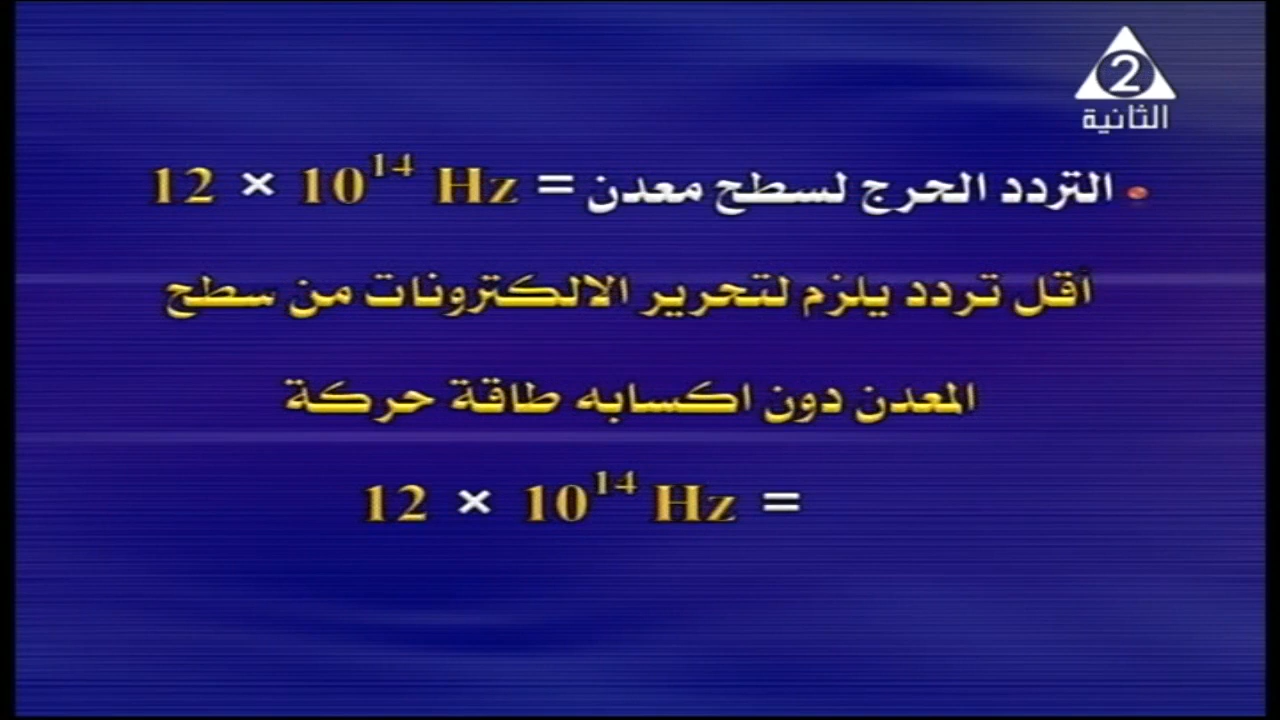 2
الثانية
• التردد الحرج لسطح معدن = 12 × 10¹⁴ Hz
أقل تردد يلزم لتحرير الالكترونات من سطح
المعدن دون اكسابه طاقة حركة
= 12 × 10¹⁴ Hz